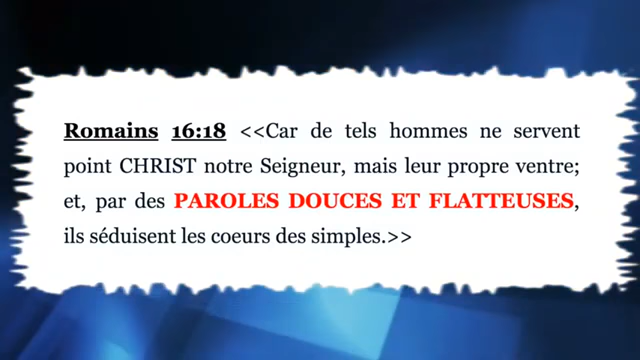 Romains 16:18 <<Car de tels hommes ne servent
point CHRIST notre Seigneur, mais leur propre ventre;
et, par des PAROLES DOUCES ET FLATTEUSES,
ils séduisent les coeurs des simples.>>